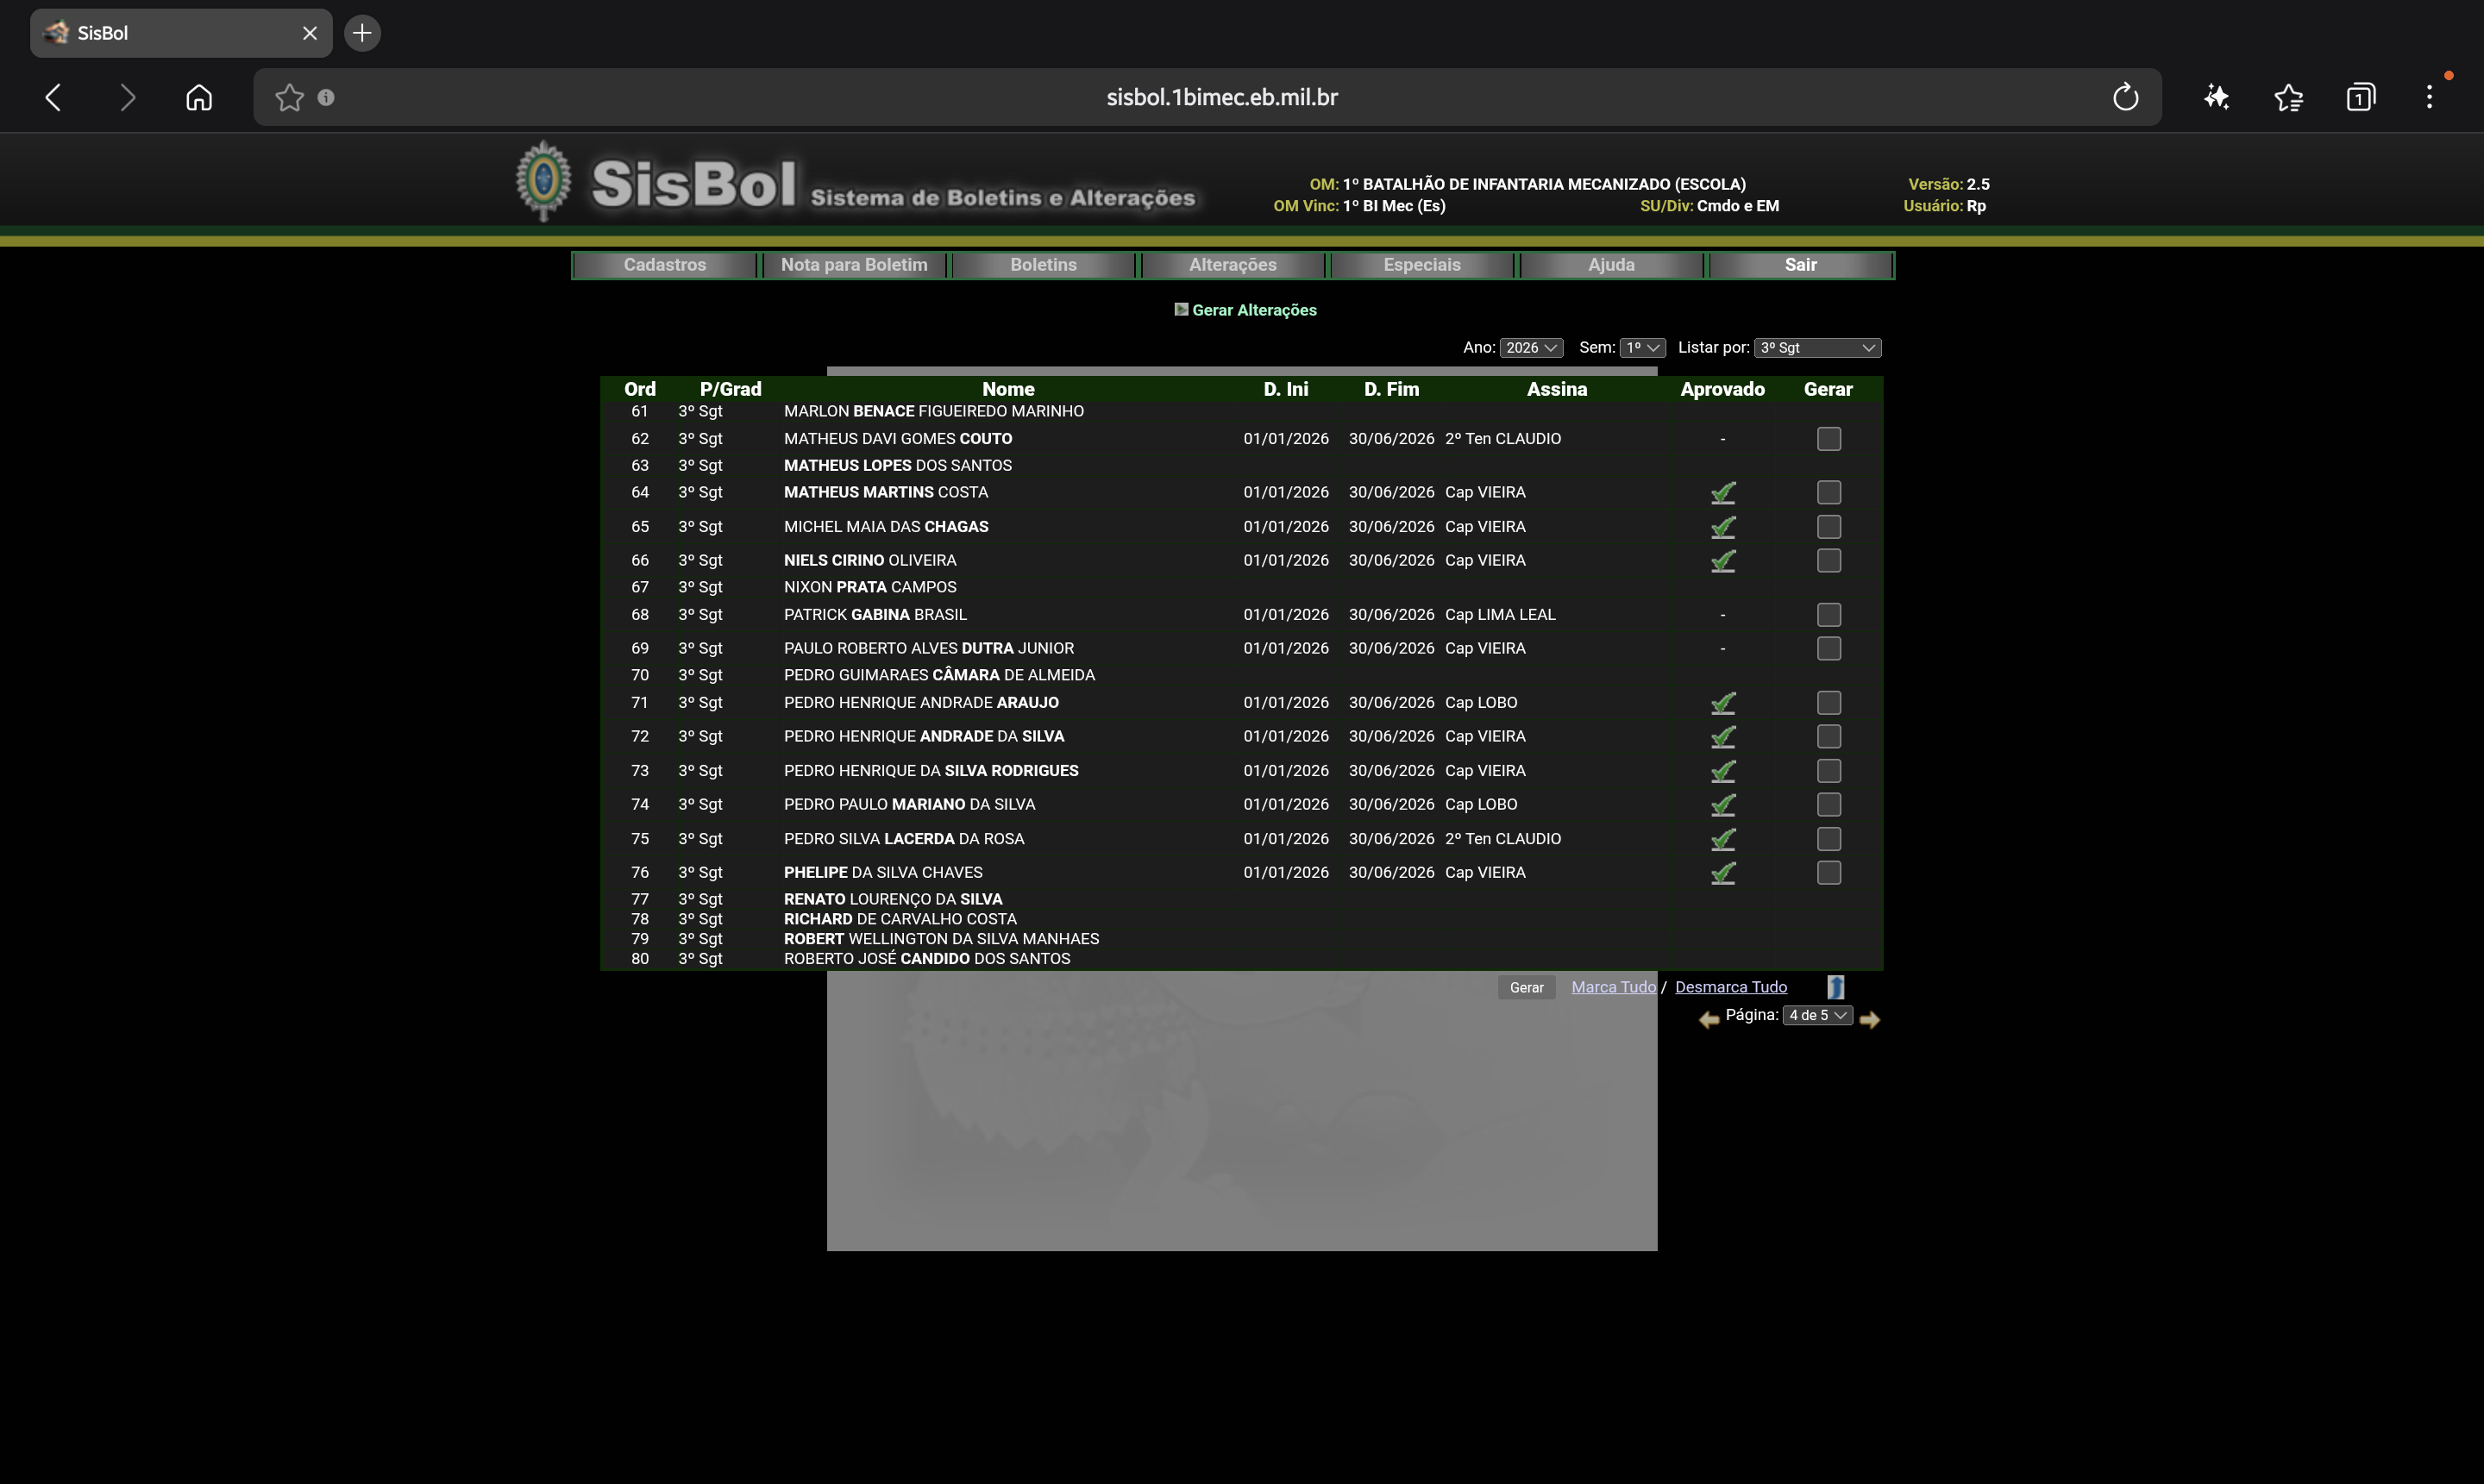 SisBol
sisbol.1bimec.eb.mil.br
1
SisBol Sistema de Boletins e Alterações
OM: 1º BATALHÃO DE INFANTARIA MECANIZADO (ESCOLA) Versão: 2.5
OM Vinc: 1º BI Mec (Es) SU/Div: Cmdo e EM Usuário: Rp
Cadastros Nota para Boletim Boletins Alterações Especiais Ajuda Sair
Gerar Alterações
Ano: 2026 Sem: 1º Listar por: 3º Sgt
Ord P/Grad Nome D. Ini D. Fim Assina Aprovado Gerar
61 3º Sgt MARLON BENACE FIGUEIREDO MARINHO
62 3º Sgt MATHEUS DAVI GOMES COUTO 01/01/2026 30/06/2026 2º Ten CLAUDIO -
63 3º Sgt MATHEUS LOPES DOS SANTOS
64 3º Sgt MATHEUS MARTINS COSTA 01/01/2026 30/06/2026 Cap VIEIRA
65 3º Sgt MICHEL MAIA DAS CHAGAS 01/01/2026 30/06/2026 Cap VIEIRA
66 3º Sgt NIELS CIRINO OLIVEIRA 01/01/2026 30/06/2026 Cap VIEIRA
67 3º Sgt NIXON PRATA CAMPOS
68 3º Sgt PATRICK GABINA BRASIL 01/01/2026 30/06/2026 Cap LIMA LEAL -
69 3º Sgt PAULO ROBERTO ALVES DUTRA JUNIOR 01/01/2026 30/06/2026 Cap VIEIRA -
70 3º Sgt PEDRO GUIMARAES CÂMARA DE ALMEIDA
71 3º Sgt PEDRO HENRIQUE ANDRADE ARAUJO 01/01/2026 30/06/2026 Cap LOBO
72 3º Sgt PEDRO HENRIQUE ANDRADE DA SILVA 01/01/2026 30/06/2026 Cap VIEIRA
73 3º Sgt PEDRO HENRIQUE DA SILVA RODRIGUES 01/01/2026 30/06/2026 Cap VIEIRA
74 3º Sgt PEDRO PAULO MARIANO DA SILVA 01/01/2026 30/06/2026 Cap LOBO
75 3º Sgt PEDRO SILVA LACERDA DA ROSA 01/01/2026 30/06/2026 2º Ten CLAUDIO
76 3º Sgt PHELIPE DA SILVA CHAVES 01/01/2026 30/06/2026 Cap VIEIRA
77 3º Sgt RENATO LOURENÇO DA SILVA
78 3º Sgt RICHARD DE CARVALHO COSTA
79 3º Sgt ROBERT WELLINGTON DA SILVA MANHAES
80 3º Sgt ROBERTO JOSÉ CANDIDO DOS SANTOS
Gerar Marca Tudo / Desmarca Tudo
Página: 4 de 5